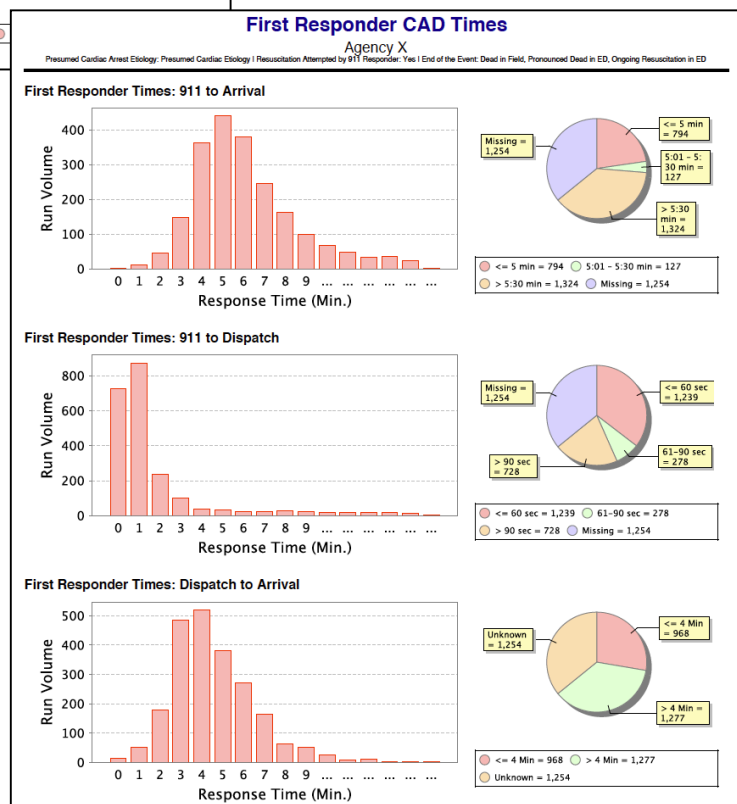 First Responder CAD Times
Agency X
Presumed Cardiac Arrest Etiology: Presumed Cardiac Etiology | Resuscitation Attempted by 911 Responder: Yes | End of the Event: Dead in Field, Pronounced Dead in ED, Ongoing Resuscitation in ED
First Responder Times: 911 to Arrival
Run Volume
400
300
200
100
0
0 1 2 3 4 5 6 7 8 9 ... ... ... ... ... ...
Response Time (Min.)
Missing =
1,254
<= 5 min
= 794
5:01 - 5:
30 min =
127
> 5:30
min =
1,324
<= 5 min = 794 5:01 - 5:30 min = 127
> 5:30 min = 1,324 Missing = 1,254
First Responder Times: 911 to Dispatch
Run Volume
800
600
400
200
0
0 1 2 3 4 5 6 7 8 9 ... ... ... ... ... ...
Response Time (Min.)
Missing =
1,254
<= 60 sec
= 1,239
61-90 sec
= 278
> 90 sec
= 728
<= 60 sec = 1,239 61-90 sec = 278
> 90 sec = 728 Missing = 1,254
First Responder Times: Dispatch to Arrival
Run Volume
500
400
300
200
100
0
0 1 2 3 4 5 6 7 8 9 ... ... ... ... ... ...
Response Time (Min.)
Unknown
= 1,254
<= 4 Min
= 968
> 4 Min =
1,277
<= 4 Min = 968 > 4 Min = 1,277
Unknown = 1,254